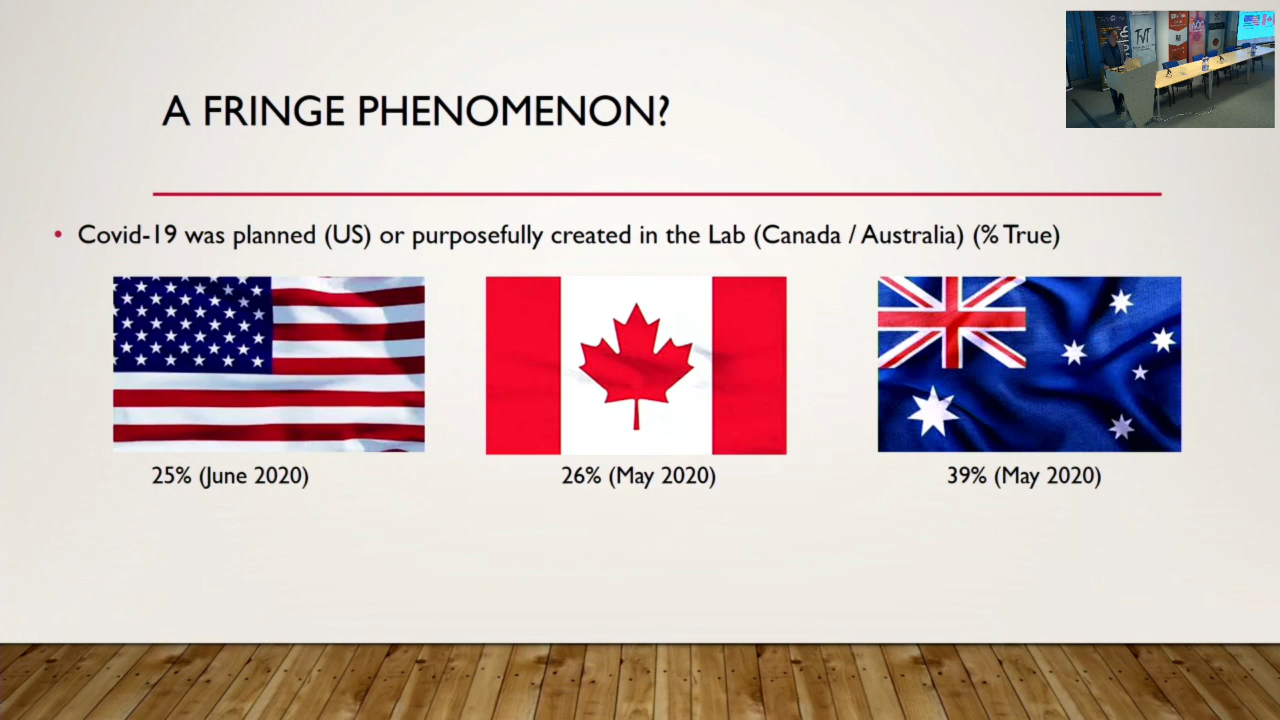 A FRINGE PHENOMENON?
• Covid-19 was planned (US) or purposefully created in the Lab (Canada / Australia) (% True)
25% (June 2020)
26% (May 2020)
39% (May 2020)
TVT